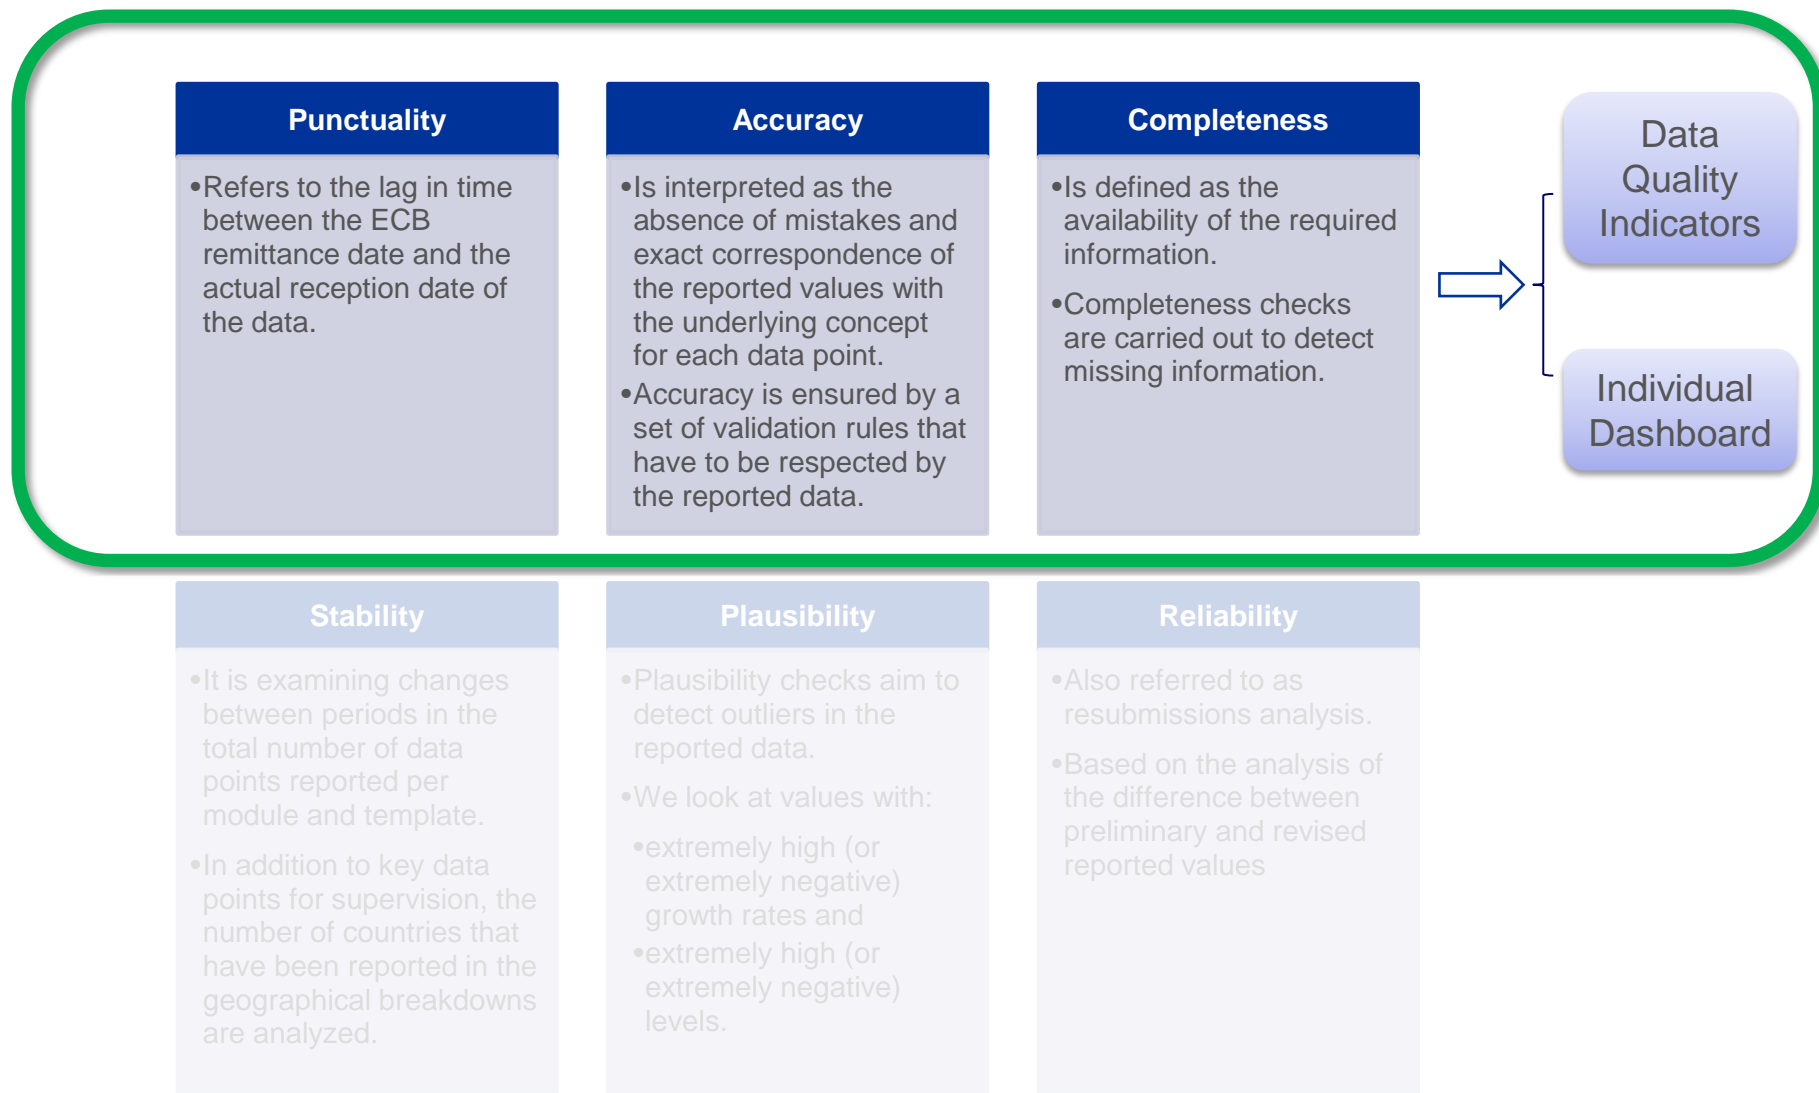 Punctuality
•Refers to the lag in time
between the ECB
remittance date and the
actual reception date of
the data.
Accuracy
•Is interpreted as the
absence of mistakes and
exact correspondence of
the reported values with
the underlying concept
for each data point.
•Accuracy is ensured by a
set of validation rules that
have to be respected by
the reported data.
Completeness
•Is defined as the
availability of the required
information.
•Completeness checks
are carried out to detect
missing information.
Data
Quality
Indicators
Individual
Dashboard
Stability
•It is examining changes
between periods in the
total number of data
points reported per
module and template.
•In addition to key data
points for supervision, the
number of countries that
have been reported in the
geographical breakdowns
are analyzed.
Plausibility
•Plausibility checks aim to
detect outliers in the
reported data.
•We look at values with:
•extremely high (or
extremely negative)
growth rates and
•extremely high (or
extremely negative)
levels.
Reliability
•Also referred to as
resubmissions analysis.
•Based on the analysis of
the difference between
preliminary and revised
reported values